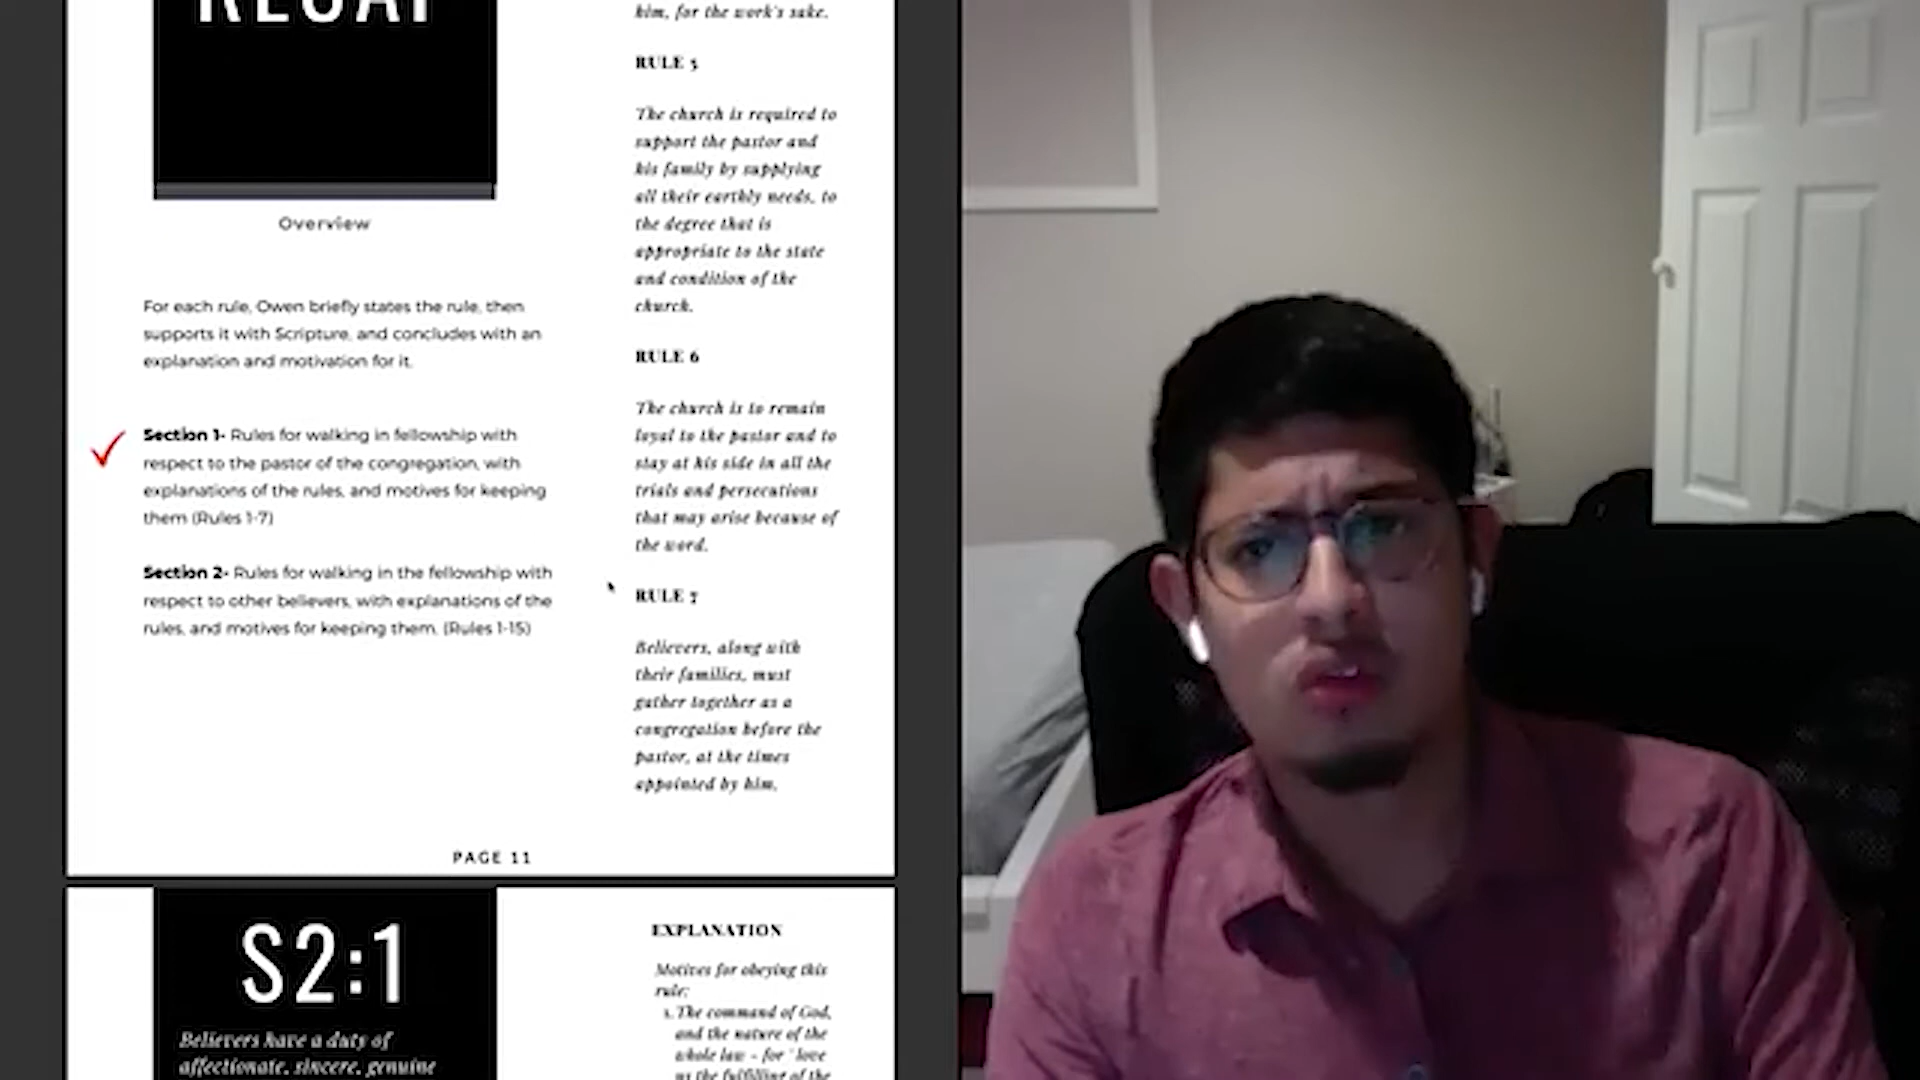 RECAP
Overview
For each rule, Owen briefly states the rule, then
supports it with Scripture, and concludes with an
explanation and motivation for it.
Section 1- Rules for walking in fellowship with
respect to the pastor of the congregation, with
explanations of the rules, and motives for keeping
them (Rules 1-7)
Section 2- Rules for walking in the fellowship with
respect to other believers, with explanations of the
rules, and motives for keeping them. (Rules 1-15)
him, for the work's sake.
RULE 5
The church is required to
support the pastor and
his family by supplying
all their earthly needs, to
the degree that is
appropriate to the state
and condition of the
church.
RULE 6
The church is to remain
loyal to the pastor and to
stay at his side in all the
trials and persecutions
that may arise because of
the word.
RULE 7
Believers, along with
their families, must
gather together as a
congregation before the
pastor, at the times
appointed by him.
PAGE 11
S2:1
Believers have a duty of
affectionate, sincere, genuine
EXPLANATION
Motives for obeying this
rule:
1. The command of God,
and the nature of the
whole law - for 'love
us the fulfilling of the